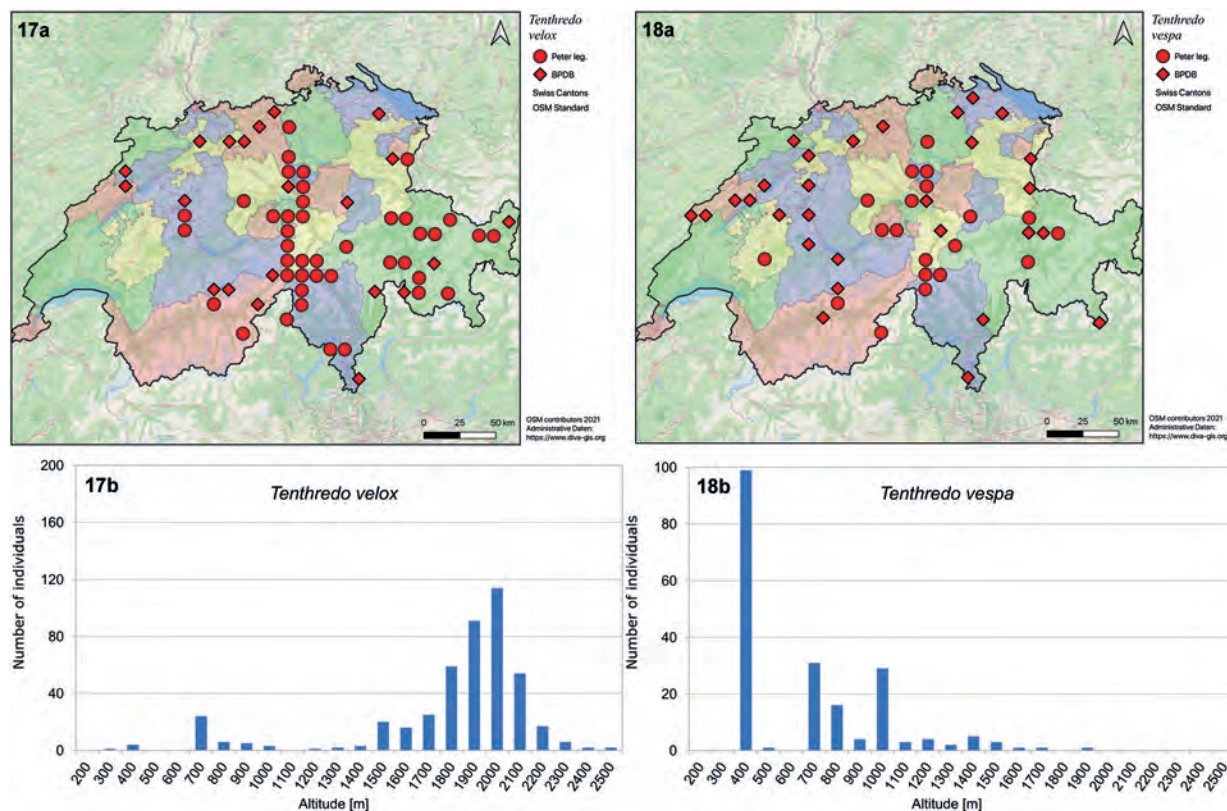 17a
Tenthredo
velox
Peter leg.
BPDB
Swiss Cantons
OSM Standard
0 25 50 km
OSM contributors 2021
Administrative Daten:
https://www.diva-gis.org
18a
Tenthredo
vespa
Peter leg.
BPDB
Swiss Cantons
OSM Standard
0 25 50 km
OSM contributors 2021
Administrative Daten:
https://www.diva-gis.org
17b
Tenthredo velox
Number of individuals
200
160
120
80
40
0
200 300 400 500 600 700 800 900 1000 1100 1200 1300 1400 1500 1600 1700 1800 1900 2000 2100 2200 2300 2400 2500
Altitude [m]
18b
Tenthredo vespa
Number of individuals
100
80
60
40
20
0
200 300 400 500 600 700 800 900 1000 1100 1200 1300 1400 1500 1600 1700 1800 1900 2000 2100 2200 2300 2400 2500
Altitude [m]